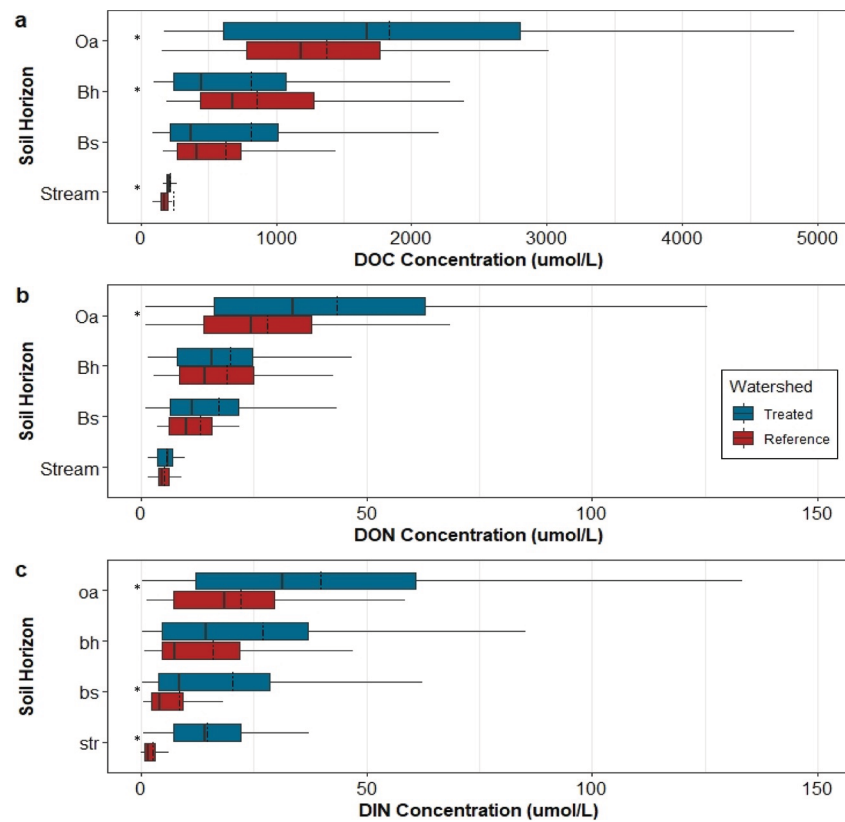 a
Soil Horizon
Oa
*
Bh
*
Bs
Stream
*
0 1000 2000 3000 4000 5000
DOC Concentration (umol/L)
b
Soil Horizon
Oa
*
Bh
Bs
Stream
Watershed
Treated
Reference
0 50 100 150
DON Concentration (umol/L)
c
Soil Horizon
oa
*
bh
bs
*
str
*
0 50 100 150
DIN Concentration (umol/L)